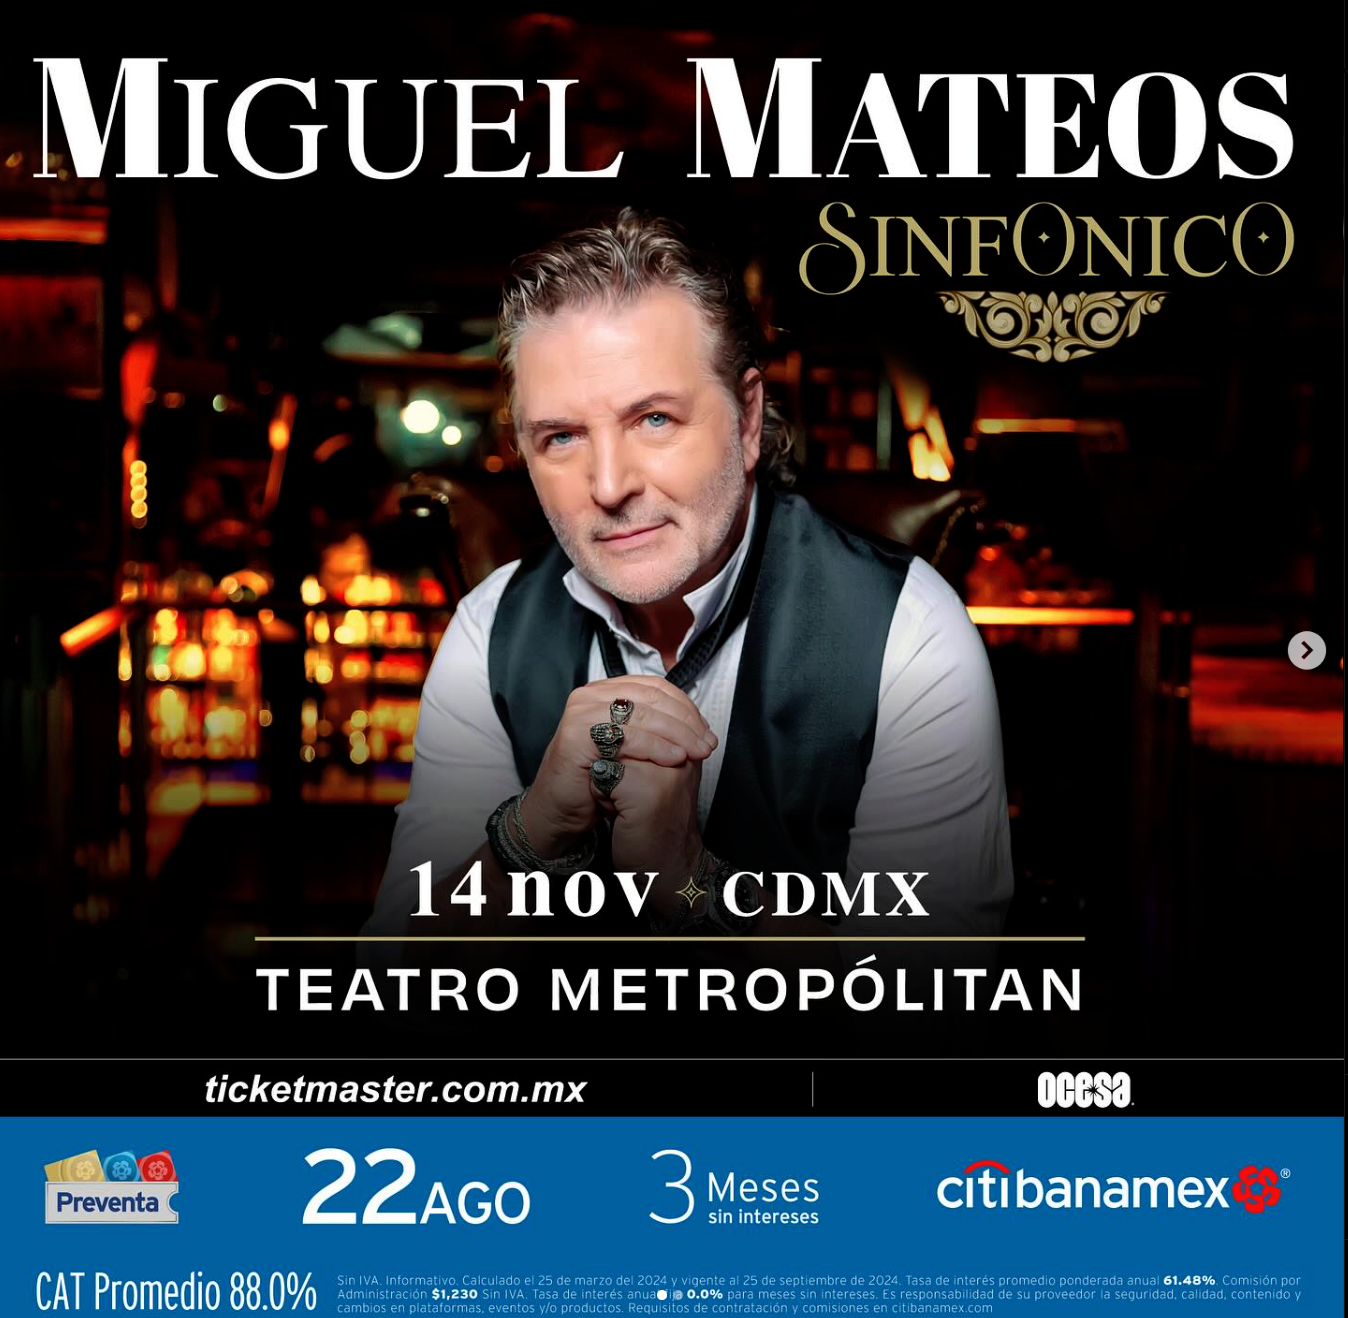 MIGUEL MATEOS
SINFONICO
14 nov CDMX
TEATRO METROPÓLITAN
ticketmaster.com.mx
OCESA
Preventa
22 AGO
3 Meses
sin intereses
citibanamex®
CAT Promedio 88.0%
Sin IVA. Informativo. Calculado el 25 de marzo del 2024 y vigente al 25 de septiembre de 2024. Tasa de interés promedio ponderada anual 61.48%. Comisión por
Administración $1,230 Sin IVA. Tasa de interés anual 0.0% para meses sin intereses. Es responsabilidad de su proveedor la seguridad, calidad, contenido y
cambios en plataformas, eventos y/o productos. Requisitos de contratación y comisiones en citibanamex.com